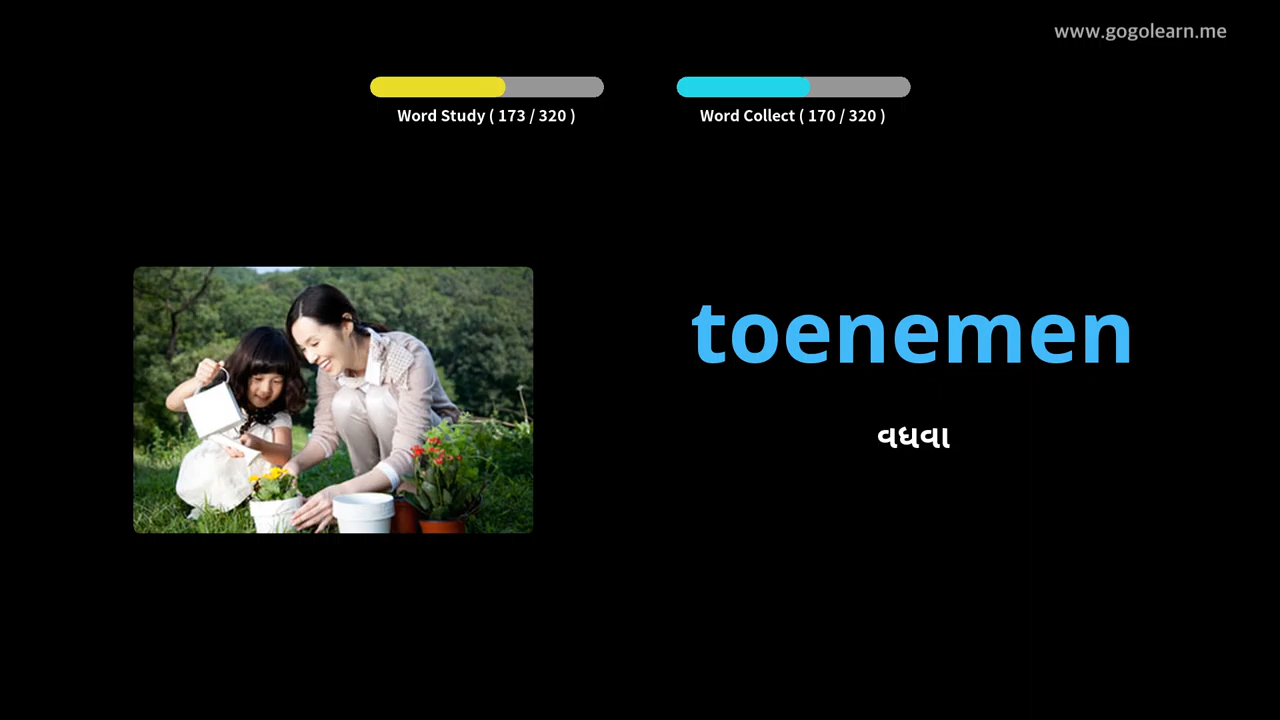 www.gogolearn.me
Word Study ( 173 / 320 )
Word Collect ( 170 / 320 )
toenemen
વધવા